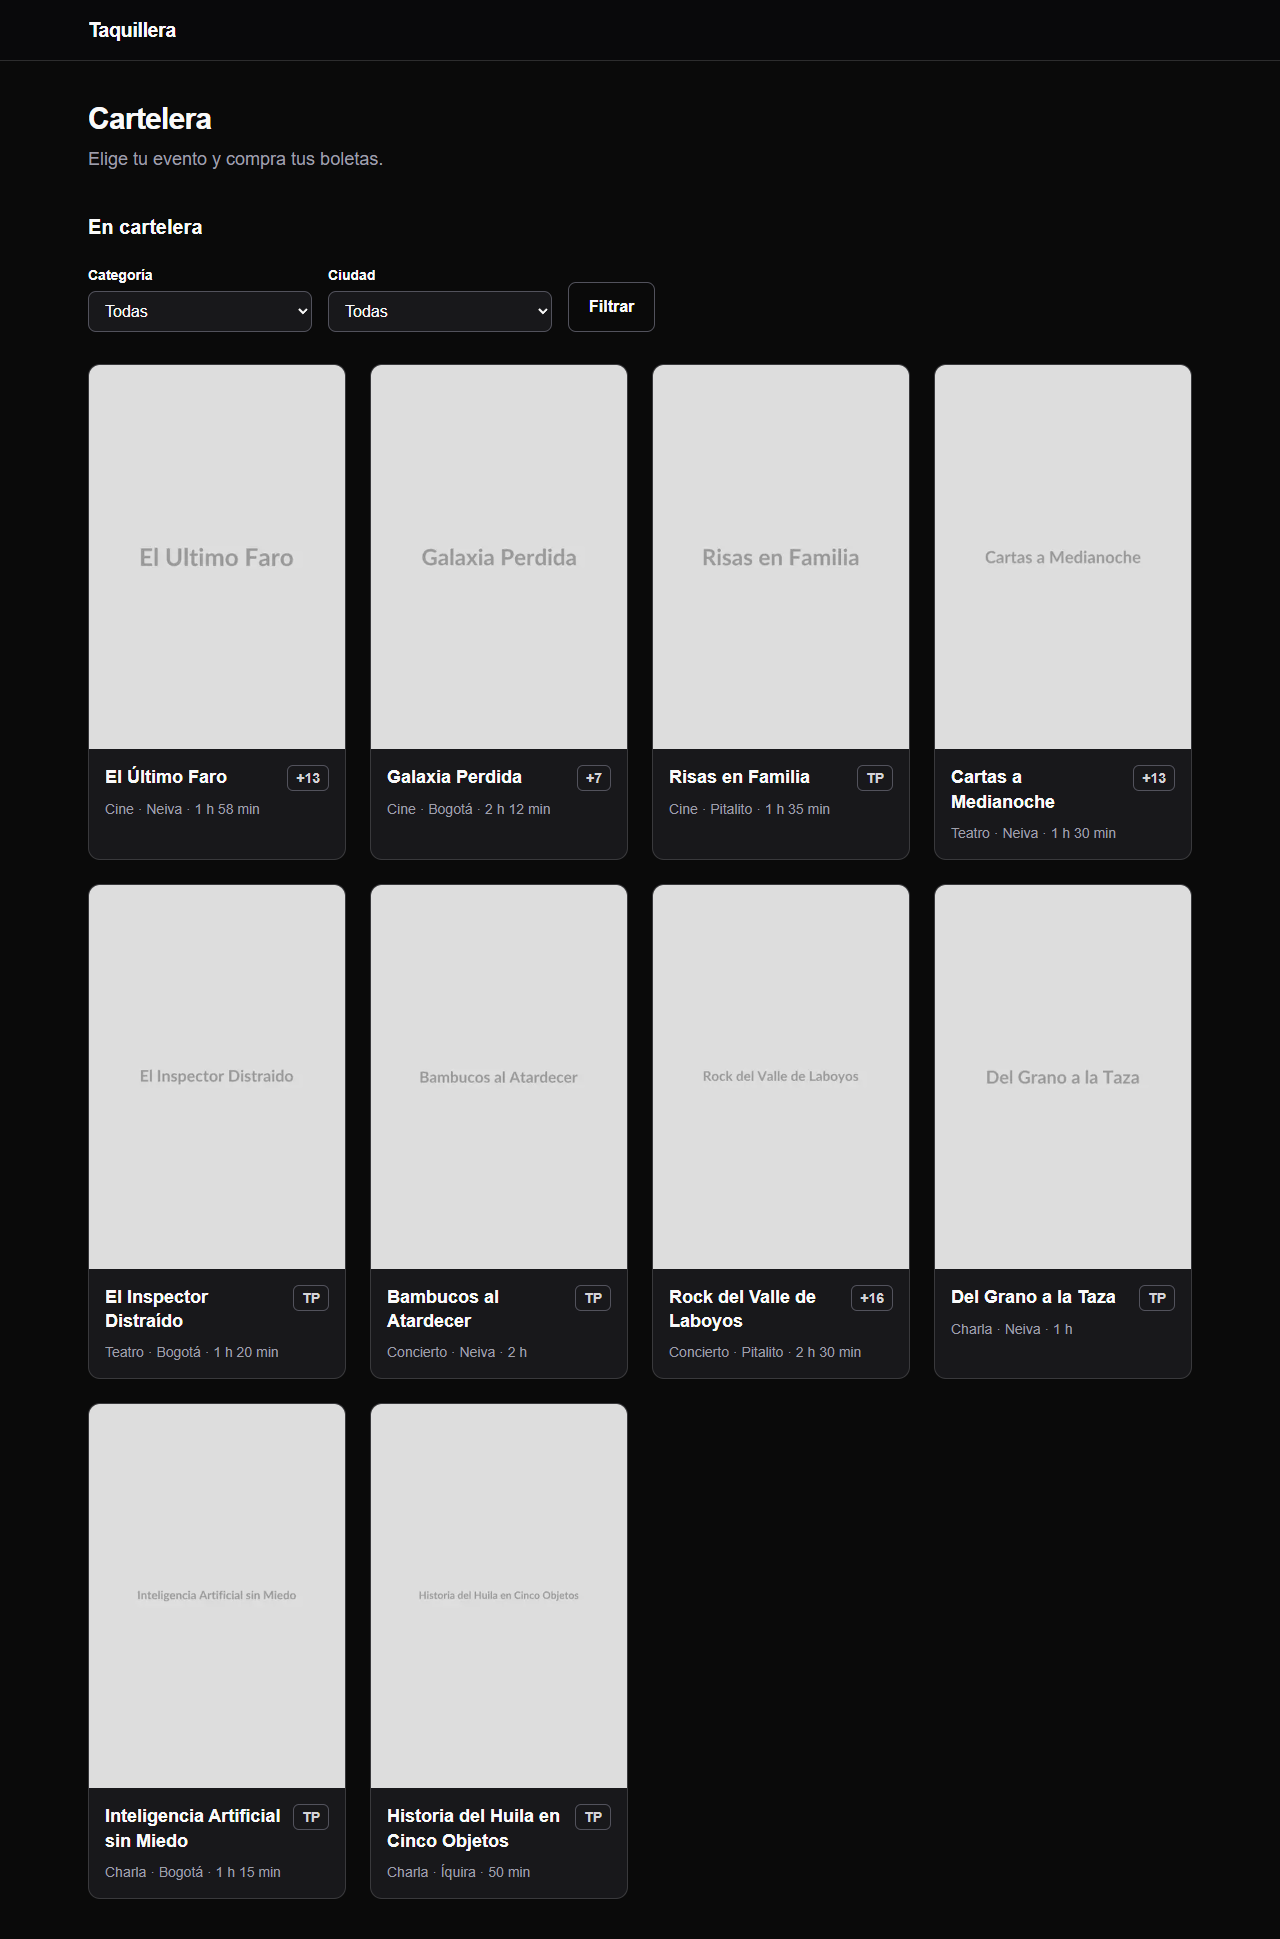 Taquillera
Cartelera
Elige tu evento y compra tus boletas.
En cartelera
Categoría
Ciudad
Todas
Todas
Filtrar
El Ultimo Faro
Galaxia Perdida
Risas en Familia
Cartas a Medianoche
El Último Faro
+13
Cine · Neiva · 1 h 58 min
Galaxia Perdida
+7
Cine · Bogotá · 2 h 12 min
Risas en Familia
TP
Cine · Pitalito · 1 h 35 min
Cartas a
Medianoche
+13
Teatro · Neiva · 1 h 30 min
El Inspector Distraido
Bambucos al Atardecer
Rock del Valle de Laboyos
Del Grano a la Taza
El Inspector
Distraído
TP
Teatro · Bogotá · 1 h 20 min
Bambucos al
Atardecer
TP
Concierto · Neiva · 2 h
Rock del Valle de
Laboyos
+16
Concierto · Pitalito · 2 h 30 min
Del Grano a la Taza
TP
Charla · Neiva · 1 h
Inteligencia Artificial sin Miedo
Historia del Huila en Cinco Objetos
Inteligencia Artificial
sin Miedo
TP
Charla · Bogotá · 1 h 15 min
Historia del Huila en
Cinco Objetos
TP
Charla · Íquira · 50 min